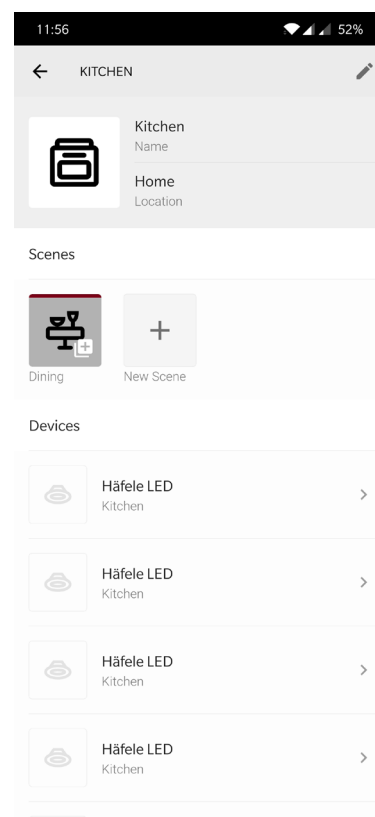 11:56
52%
KITCHEN
Kitchen
Name
Home
Location
Scenes
Dining
New Scene
Devices
Häfele LED
Kitchen
Häfele LED
Kitchen
Häfele LED
Kitchen
Häfele LED
Kitchen